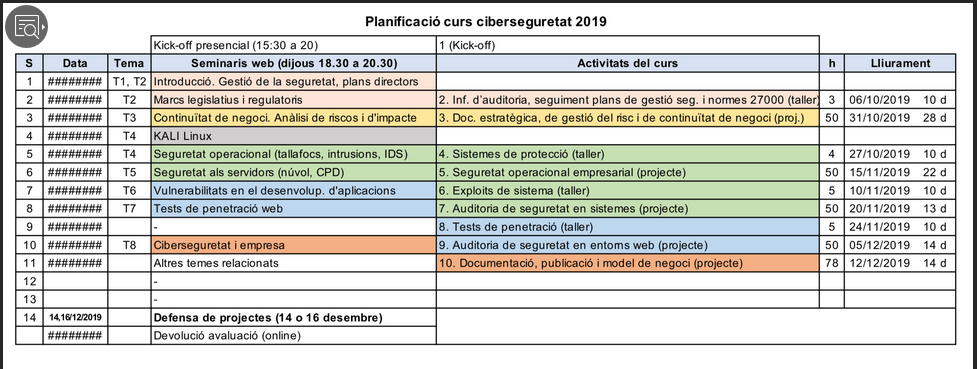 Planificació curs ciberseguretat 2019
Kick-off presencial (15:30 a 20) 1 (Kick-off)
S Data Tema Seminaris web (dijous 18.30 a 20.30) Activitats del curs h Lliurament
1 ######## T1, T2 Introducció. Gestió de la seguretat, plans directors
2 ######## T2 Marcs legislatius i regulatoris 2. Inf. d'auditoria, seguiment plans de gestió seg. i normes 27000 (taller) 3 06/10/2019 10 d
3 ######## T3 Continuïtat de negoci. Anàlisi de riscos i d'impacte 3. Doc. estratègica, de gestió del risc i de continuïtat de negoci (proj.) 50 31/10/2019 28 d
4 ######## T4 KALI Linux
5 ######## T4 Seguretat operacional (tallafocs, intrusions, IDS) 4. Sistemes de protecció (taller) 4 27/10/2019 10 d
6 ######## T5 Seguretat als servidors (núvol, CPD) 5. Seguretat operacional empresarial (projecte) 50 15/11/2019 22 d
7 ######## T6 Vulnerabilitats en el desenvolup. d'aplicacions 6. Exploits de sistema (taller) 5 10/11/2019 10 d
8 ######## T7 Tests de penetració web 7. Auditoria de seguretat en sistemes (projecte) 50 20/11/2019 13 d
9 ######## - 8. Tests de penetració (taller) 5 24/11/2019 10 d
10 ######## T8 Ciberseguretat i empresa 9. Auditoria de seguretat en entorns web (projecte) 50 05/12/2019 14 d
11 ######## Altres temes relacionats 10. Documentació, publicació i model de negoci (projecte) 78 12/12/2019 14 d
12 -
13 -
14 14,16/12/2019 Defensa de projectes (14 o 16 desembre)
######## Devolució avaluació (online)